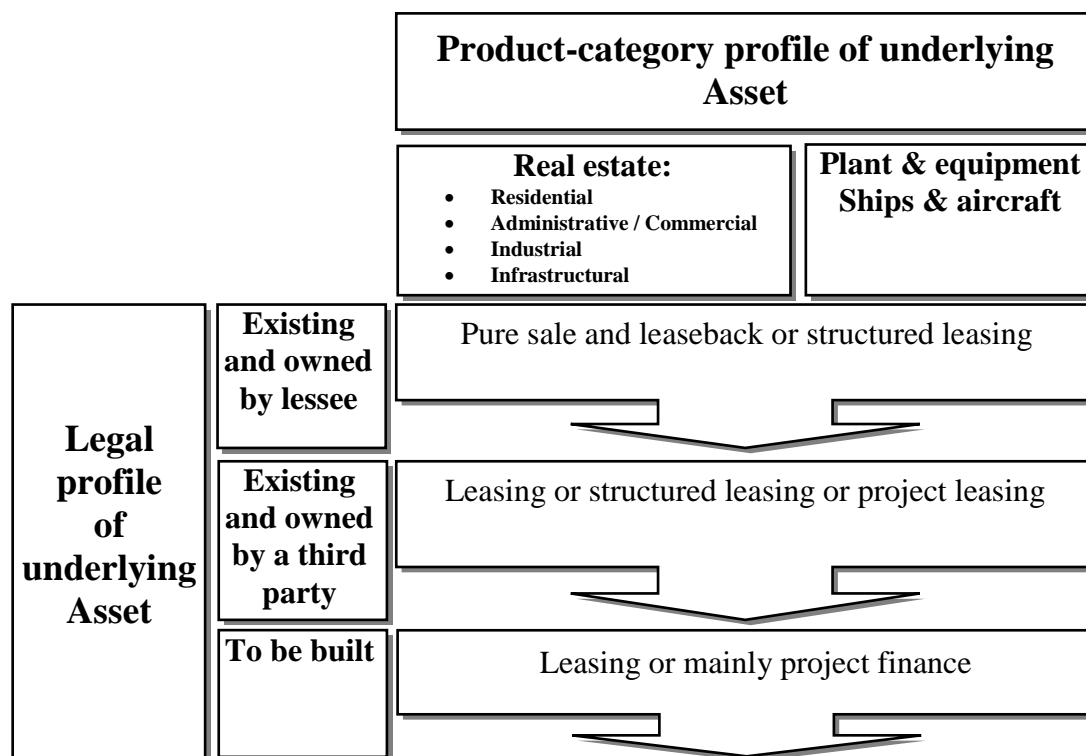 Product-category profile of underlying
Asset
Real estate:
• Residential
• Administrative / Commercial
• Industrial
• Infrastructural
Plant & equipment
Ships & aircraft
Legal
profile
of
underlying
Asset
Existing
and owned
by lessee
Pure sale and leaseback or structured leasing
Existing
and owned
by a third
party
Leasing or structured leasing or project leasing
To be built
Leasing or mainly project finance